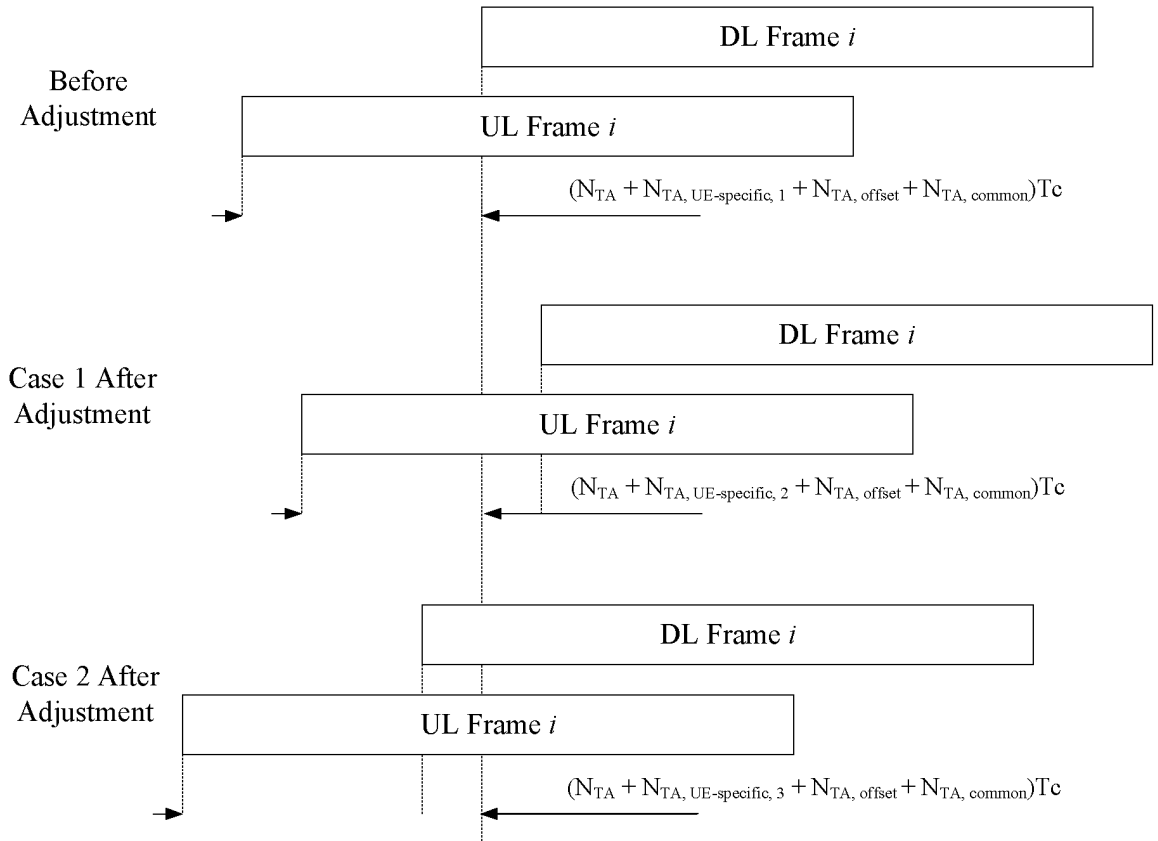 DL Frame i
Before
Adjustment
UL Frame i
(NTA + NTA, UE-specific, 1 + NTA, offset + NTA, common)Tc
DL Frame i
Case 1 After
Adjustment
UL Frame i
(NTA + NTA, UE-specific, 2 + NTA, offset + NTA, common)Tc
DL Frame i
Case 2 After
Adjustment
UL Frame i
(NTA + NTA, UE-specific, 3 + NTA, offset + NTA, common)Tc